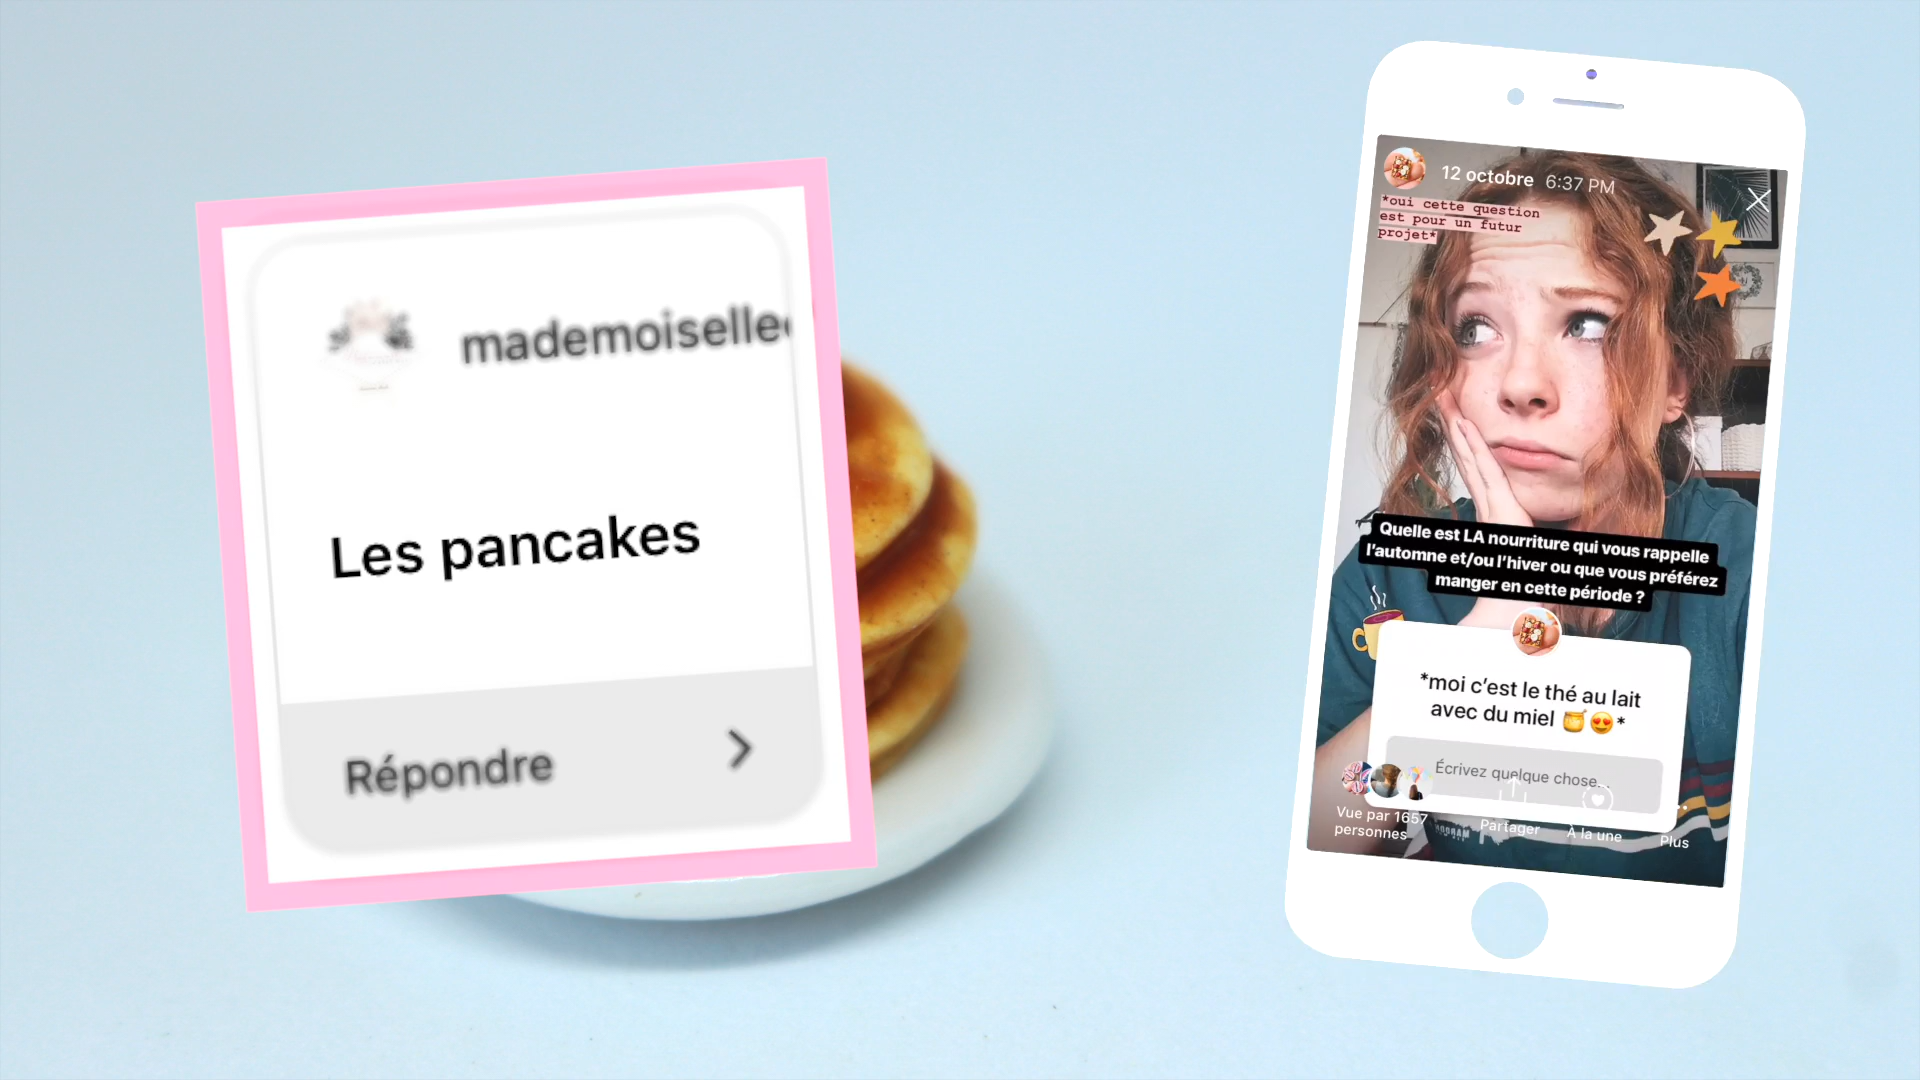 mademoiselle
Les pancakes
Répondre
12 octobre 6:37 PM
*oui cette question
est pour un futur
projet*
Quelle est LA nourriture qui vous rappelle
l'automne et/ou l'hiver ou que vous préférez
manger en cette période ?
*moi c'est le thé au lait
avec du miel 🍯😍*
Écrivez quelque chose...
Vue par 1657
personnes
Partager
À la une
Plus